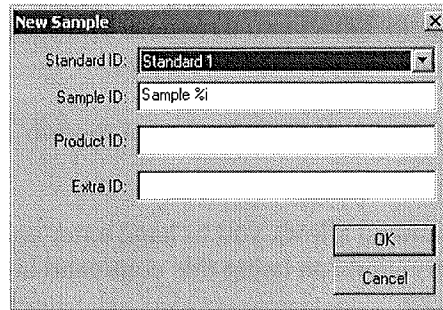 New Sample
Standard ID: Standard 1
Sample ID: Sample %i
Product ID:
Extra ID:
OK
Cancel